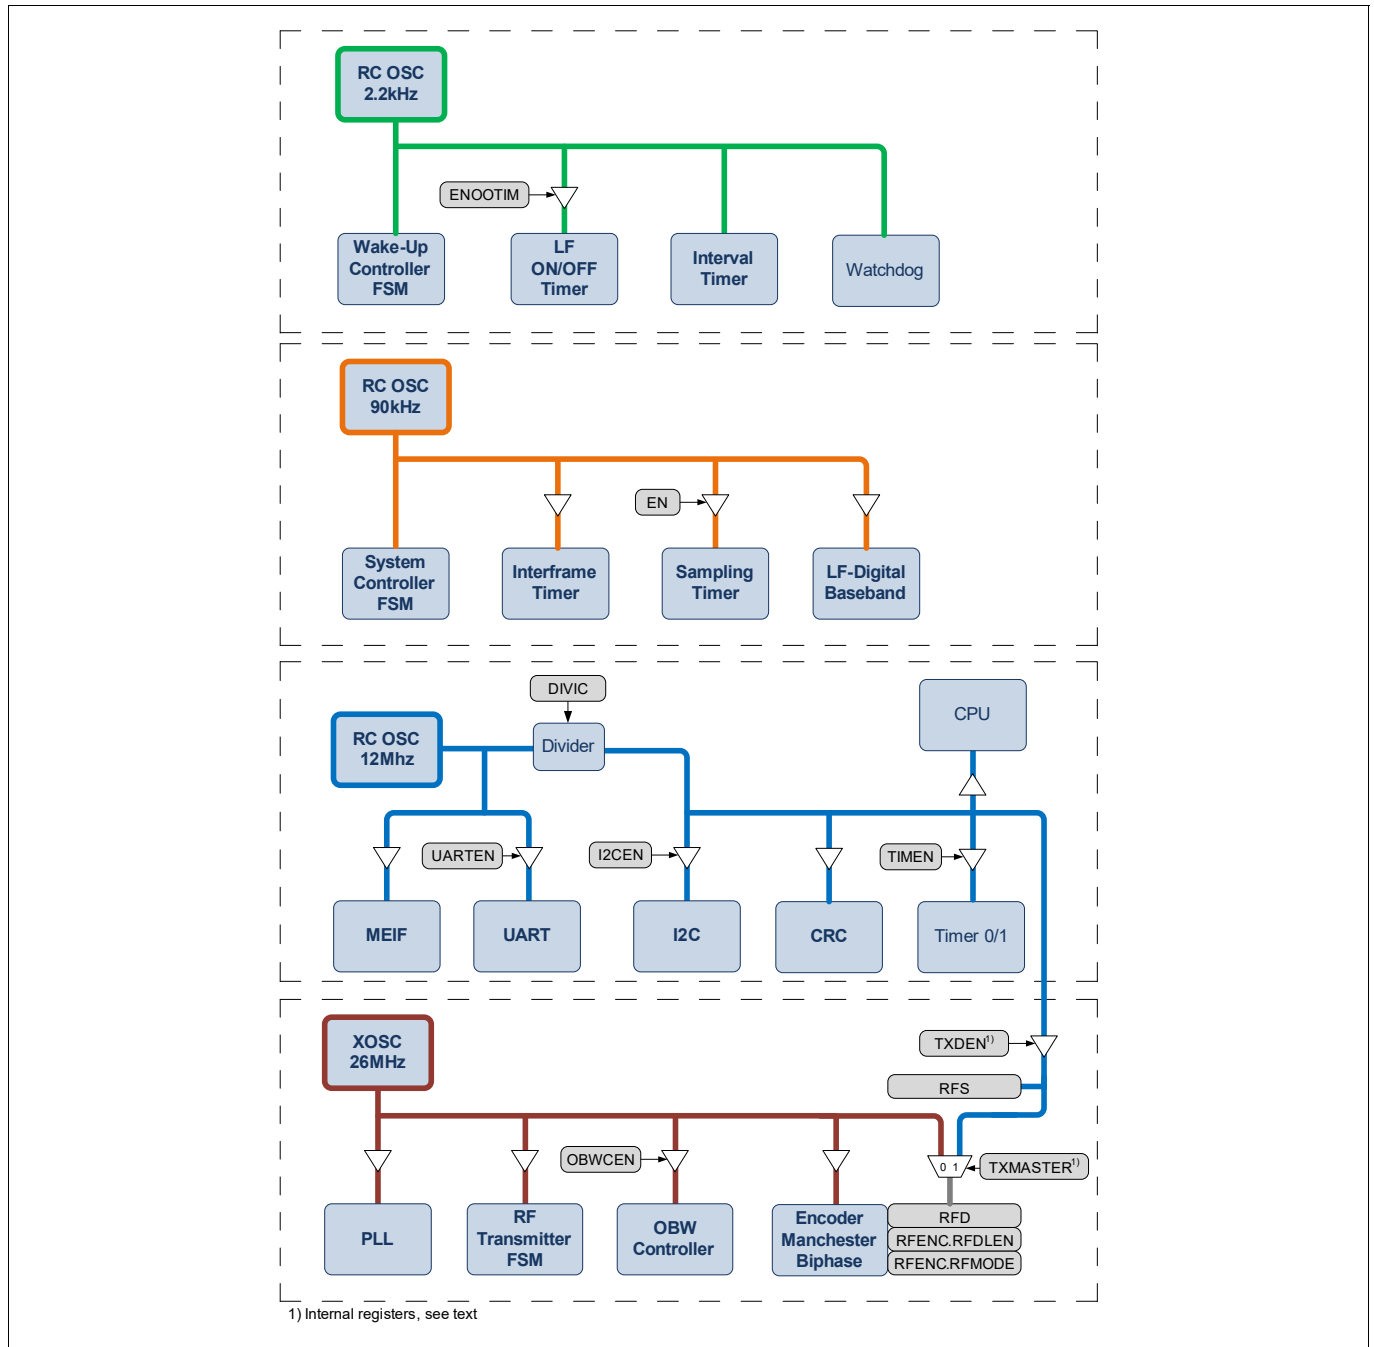 RC OSC
2.2kHz
ENOOTIM
Wake-Up
Controller
FSM
LF
ON/OFF
Timer
Interval
Timer
Watchdog
RC OSC
90kHz
EN
System
Controller
FSM
Interframe
Timer
Sampling
Timer
LF-Digital
Baseband
DIVIC
CPU
RC OSC
12Mhz
Divider
UARTEN
I2CEN
TIMEN
MEIF
UART
I2C
CRC
Timer 0/1
XOSC
26MHz
TXDEN1)
RFS
OBWCEN
0 1
TXMASTER1)
PLL
RF
Transmitter
FSM
OBW
Controller
Encoder
Manchester
Biphase
RFD
RFENC.RFDLEN
RFENC.RFMODE
1) Internal registers, see text